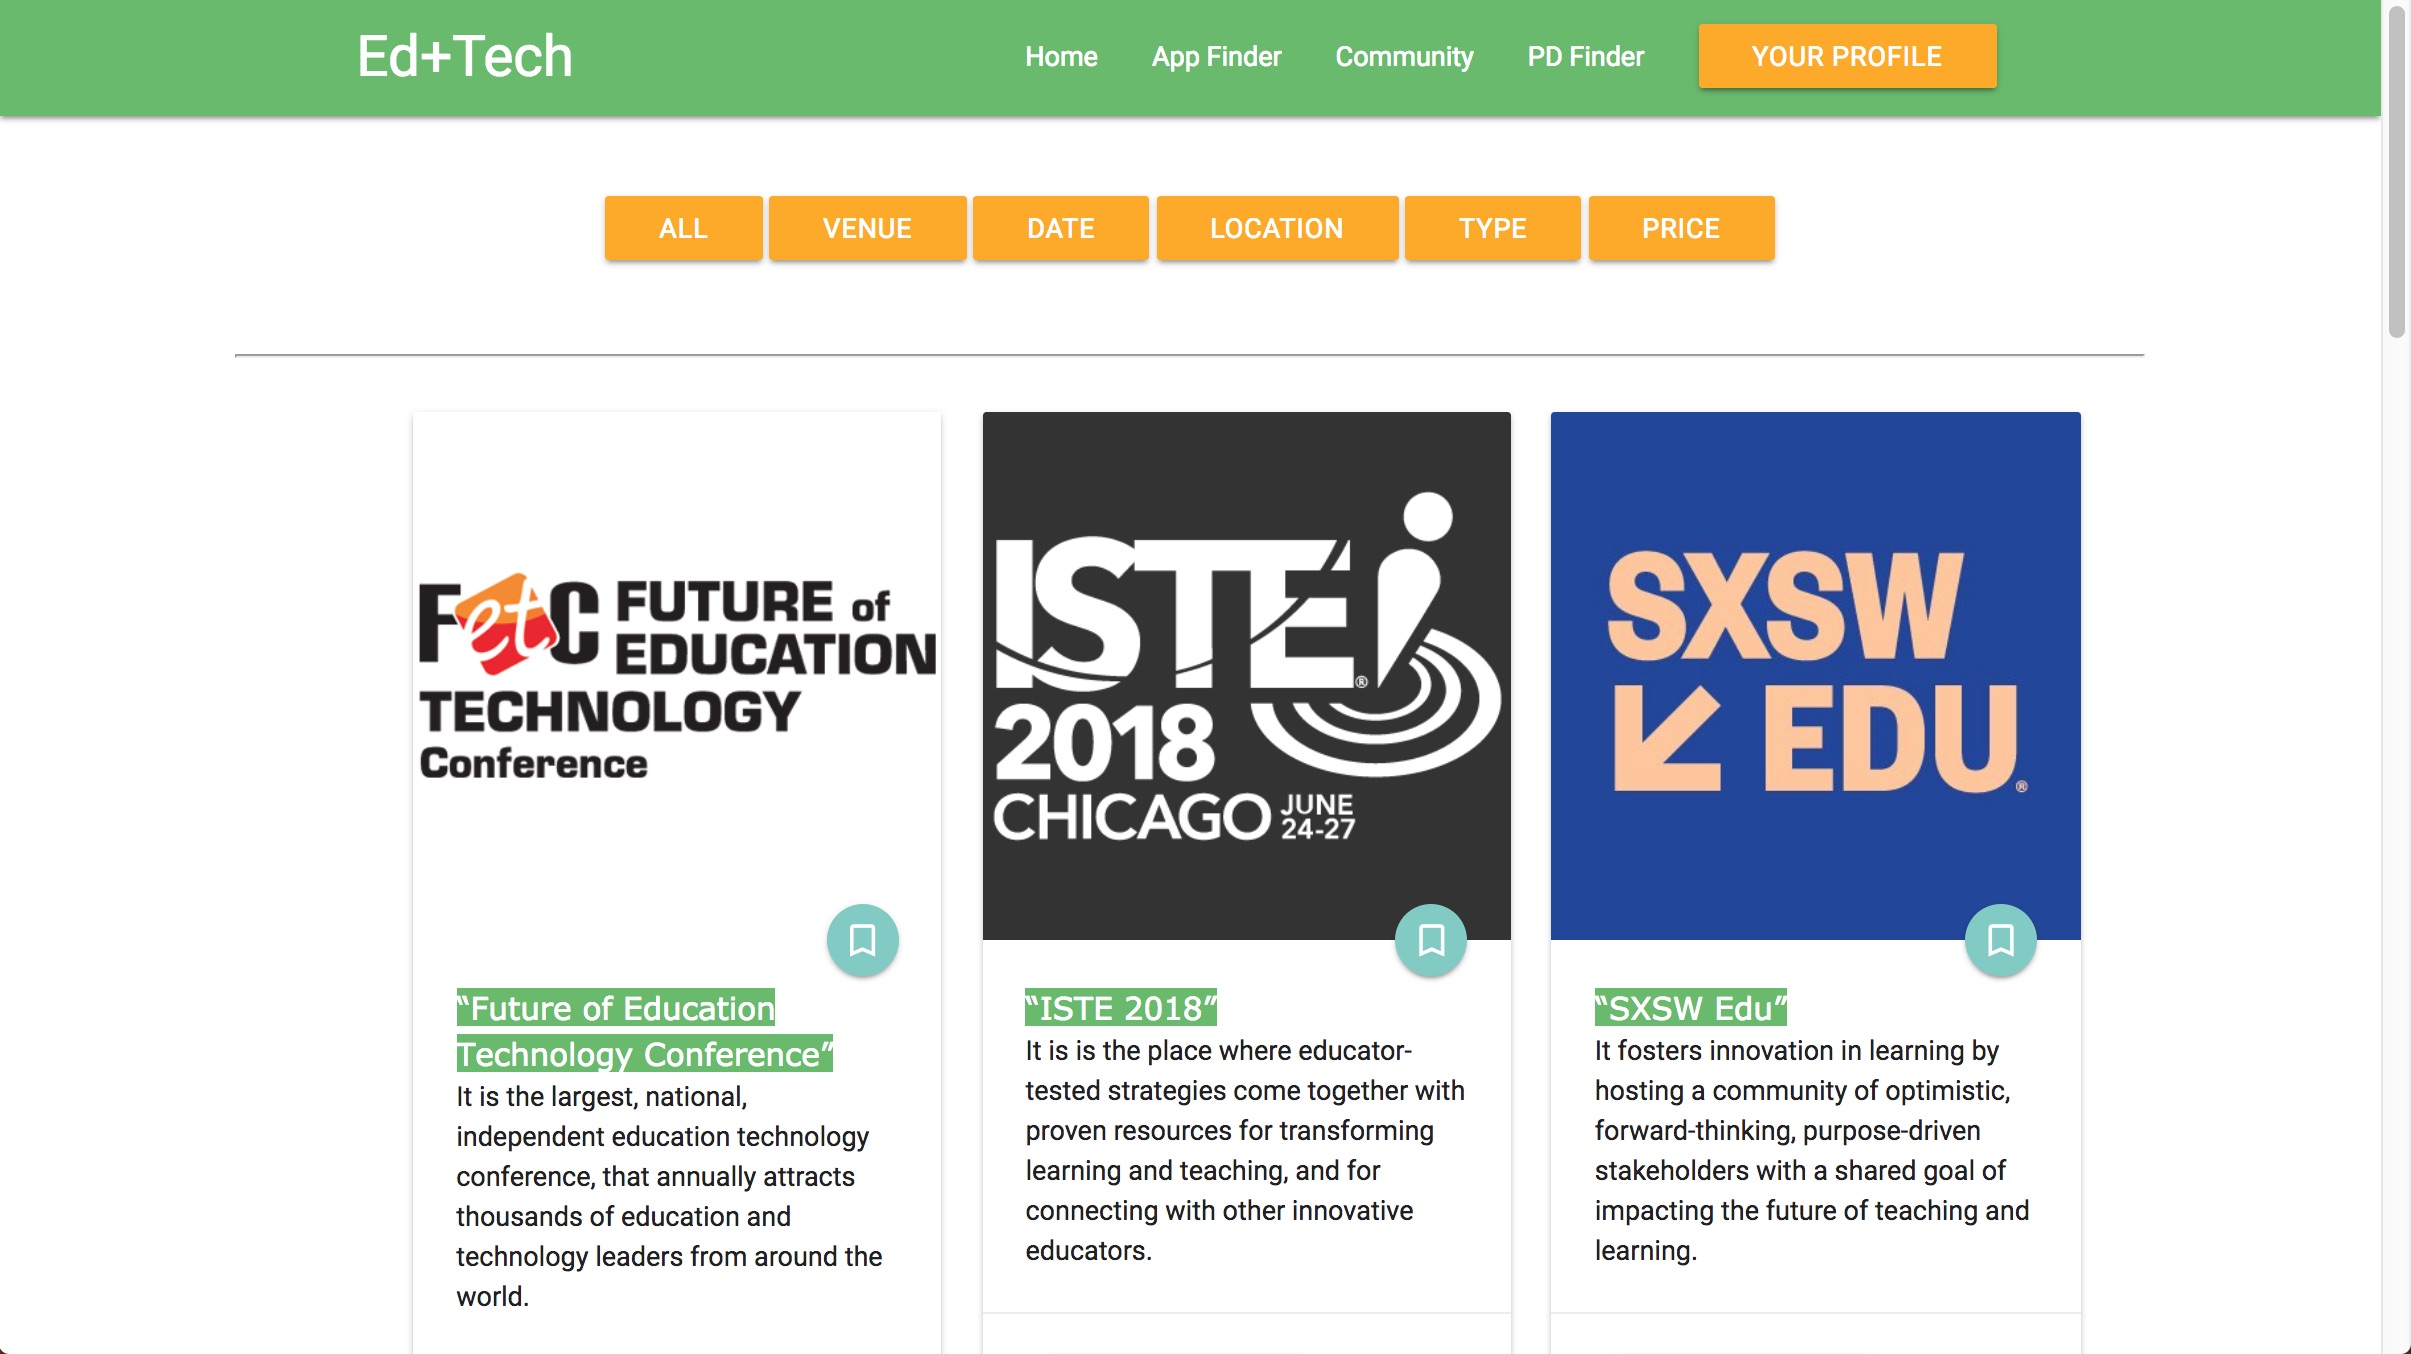 Ed+Tech
Home App Finder Community PD Finder YOUR PROFILE
ALL VENUE DATE LOCATION TYPE PRICE
Fetc FUTURE of
EDUCATION
TECHNOLOGY
Conference
“Future of Education
Technology Conference”
It is the largest, national,
independent education technology
conference, that annually attracts
thousands of education and
technology leaders from around the
world.
ISTE®
2018
CHICAGO JUNE
24-27
“ISTE 2018”
It is is the place where educator-
tested strategies come together with
proven resources for transforming
learning and teaching, and for
connecting with other innovative
educators.
SXSW
EDU®
“SXSW Edu”
It fosters innovation in learning by
hosting a community of optimistic,
forward-thinking, purpose-driven
stakeholders with a shared goal of
impacting the future of teaching and
learning.